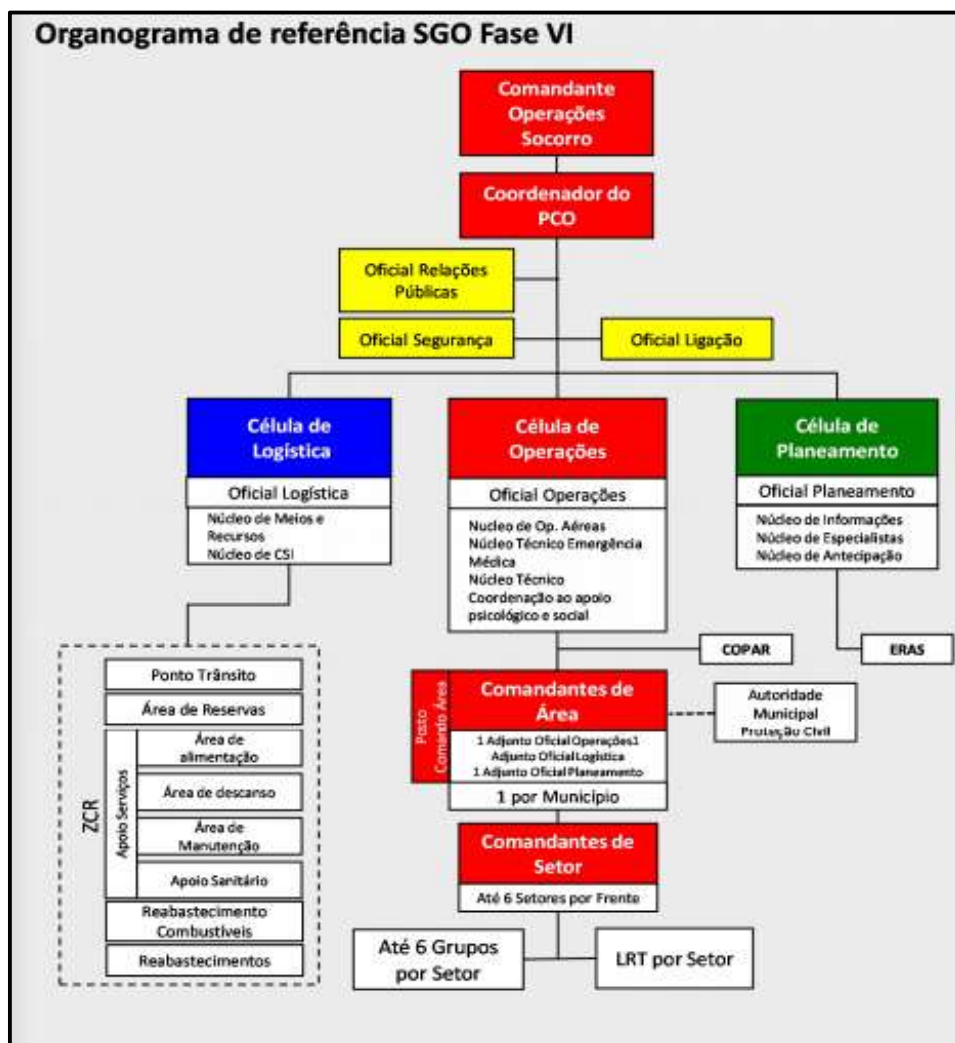 Organograma de referência SGO Fase VI
Comandante
Operações
Socorro
Coordenador do
PCO
Oficial Relações
Públicas
Oficial Segurança
Oficial Ligação
Célula de
Logística
Oficial Logística
Núcleo de Meios e
Recursos
Núcleo de CSI
Célula de
Operações
Oficial Operações
Nucleo de Op. Aéreas
Núcleo Técnico Emergência
Médica
Núcleo Técnico
Coordenação ao apoio
psicológico e social
Célula de
Planeamento
Oficial Planeamento
Núcleo de Informações
Núcleo de Especialistas
Núcleo de Antecipação
COPAR
ERAS
ZCR
Ponto Trânsito
Área de Reservas
Apoio Serviços
Área de
alimentação
Área de descanso
Área de
Manutenção
Apoio Sanitário
Reabastecimento
Combustíveis
Reabastecimentos
Posto
Comando Área
Comandantes de
Área
1 Adjunto Oficial Operações1
Adjunto Oficial Logística
1 Adjunto Oficial Planeamento
1 por Município
Autoridade
Municipal
Proteção Civil
Comandantes de
Setor
Até 6 Setores por Frente
Até 6 Grupos
por Setor
LRT por Setor